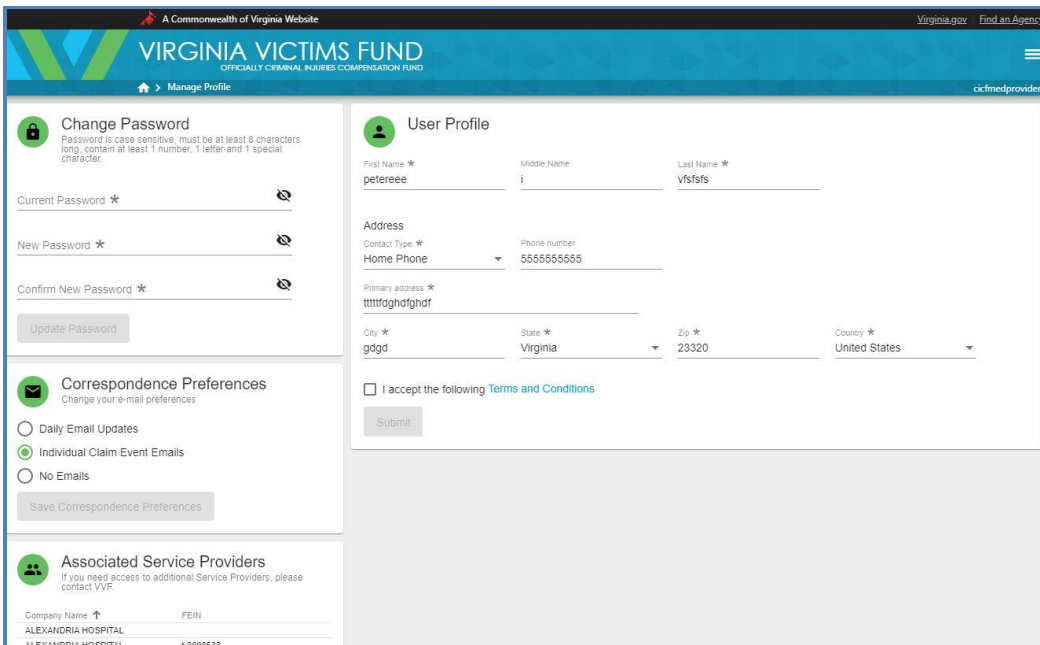 A Commonwealth of Virginia Website
Virginia.gov | Find an Agency
VIRGINIA VICTIMS FUND
OFFICIALLY CRIMINAL INJURIES COMPENSATION FUND
> Manage Profile
cicfmedprovider
Change Password
Password is case sensitive, must be at least 8 characters
long, contain at least 1 number, 1 letter and 1 special
character.
Current Password *
New Password *
Confirm New Password *
Update Password
Correspondence Preferences
Change your e-mail preferences
Daily Email Updates
Individual Claim Event Emails
No Emails
Save Correspondence Preferences
Associated Service Providers
If you need access to additional Service Providers, please
contact VVF.
Company Name ↑ FEIN
ALEXANDRIA HOSPITAL
ALEXANDRIA HOSPITAL
User Profile
First Name * Middle Name Last Name *
petereee i vfsfsfs
Address
Contact Type * Phone number
Home Phone 5555555555
Primary address *
tttttfdghdfghdf
City * State * Zip * Country *
gdgd Virginia 23320 United States
I accept the following Terms and Conditions
Submit